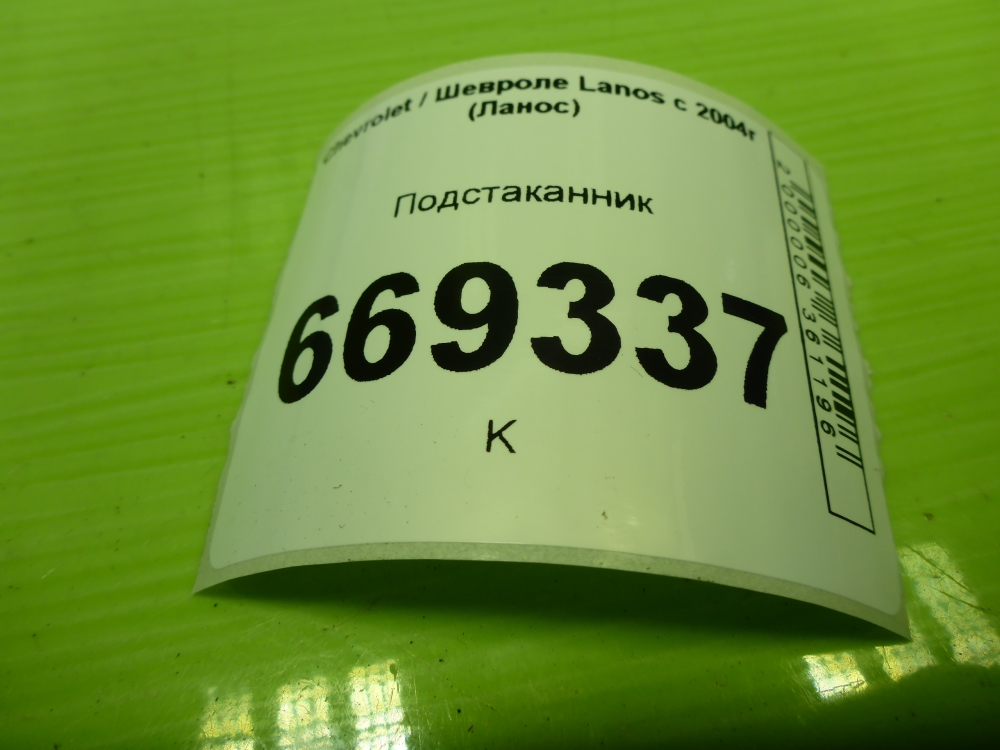 Chevrolet / Шевроле Lanos с 2004г
(Ланос)
Подстаканник
669337
К
2000006361196